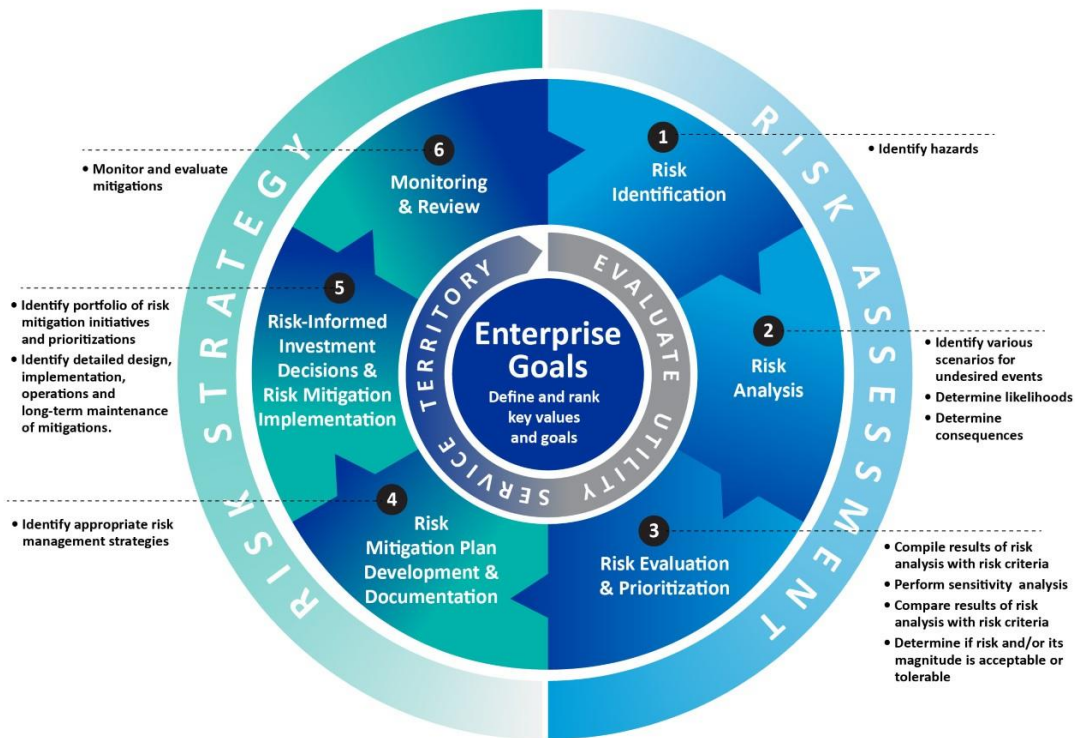 RISK ASSESSMENT
RISK STRATEGY
1
Risk
Identification
• Identify hazards
2
Risk
Analysis
• Identify various
scenarios for
undesired events
• Determine likelihoods
• Determine
consequences
3
Risk Evaluation
& Prioritization
• Compile results of risk
analysis with risk criteria
• Perform sensitivity analysis
• Compare results of risk
analysis with risk criteria
• Determine if risk and/or its
magnitude is acceptable or
tolerable
4
Risk
Mitigation Plan
Development &
Documentation
• Identify appropriate risk
management strategies
5
Risk-Informed
Investment
Decisions &
Risk Mitigation
Implementation
• Identify portfolio of risk
mitigation initiatives
and prioritizations
• Identify detailed design,
implementation,
operations and
long-term maintenance
of mitigations.
6
Monitoring
& Review
• Monitor and evaluate
mitigations
EVALUATE UTILITY SERVICE TERRITORY
Enterprise
Goals
Define and rank
key values
and goals